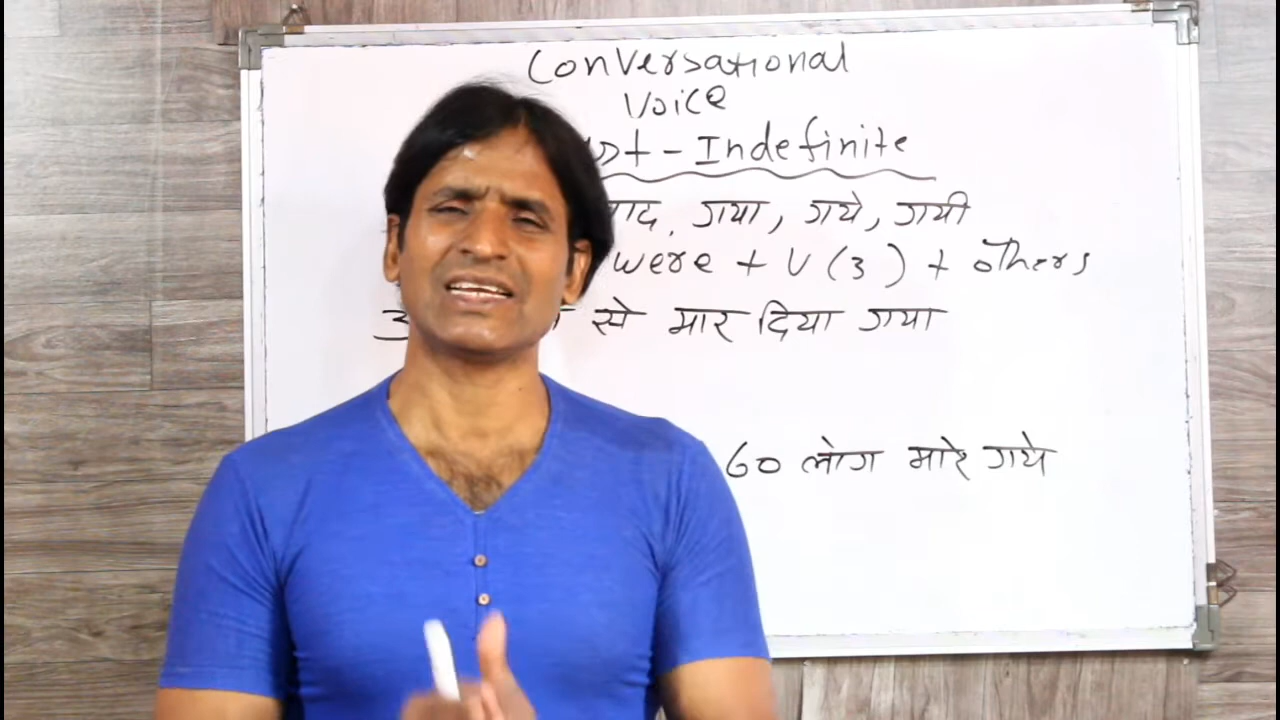 Conversational
Voice
Indefinite
गया, गये, गयी
were + V (3) + others
से मार दिया गया
60 लोग मारे गये